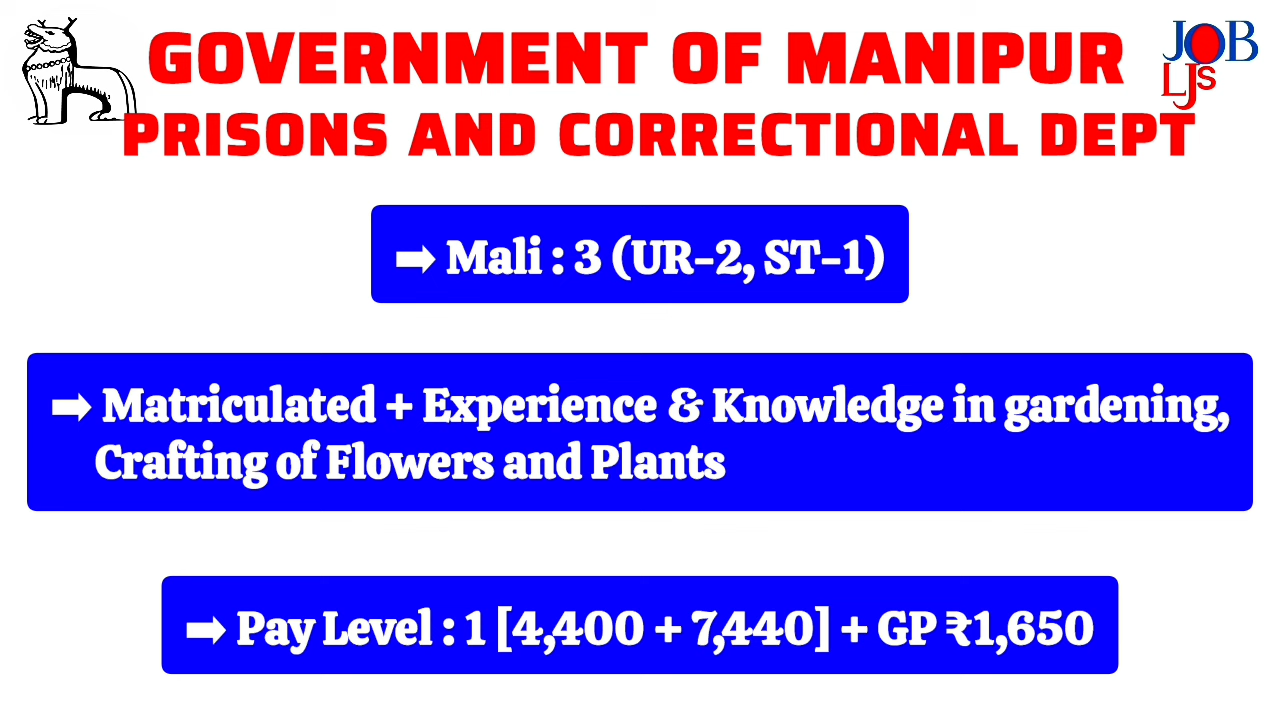 GOVERNMENT OF MANIPUR
JOB
LJS
PRISONS AND CORRECTIONAL DEPT
➡ Mali : 3 (UR-2, ST-1)
➡ Matriculated + Experience & Knowledge in gardening,
Crafting of Flowers and Plants
➡ Pay Level : 1 [4,400 + 7,440] + GP ₹1,650